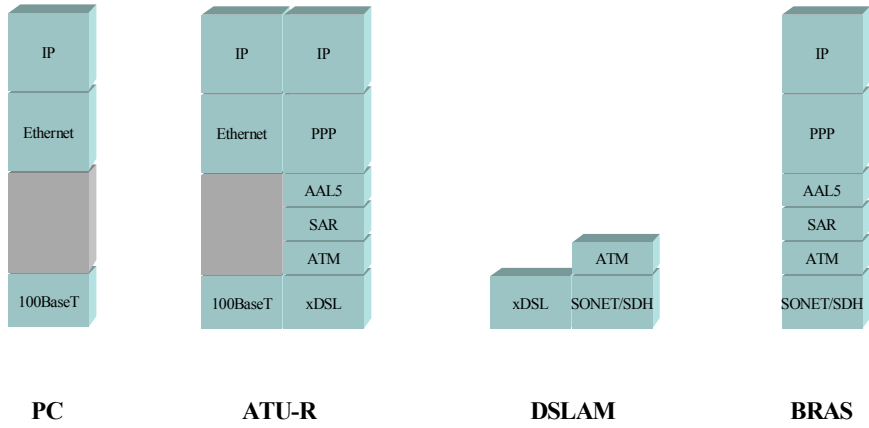 IP IP IP IP
Ethernet Ethernet PPP PPP
AAL5 AAL5
SAR SAR
ATM ATM ATM
100BaseT 100BaseT xDSL xDSL SONET/SDH SONET/SDH
PC ATU-R DSLAM BRAS